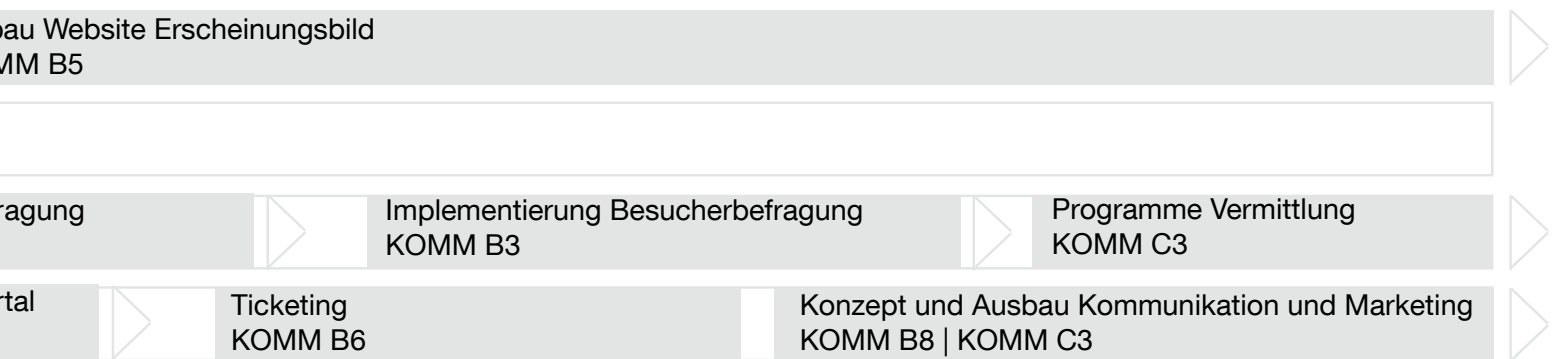 bau Website Erscheinungsbild
MM B5
ragung
Implementierung Besucherbefragung
KOMM B3
Programme Vermittlung
KOMM C3
rtal
Ticketing
KOMM B6
Konzept und Ausbau Kommunikation und Marketing
KOMM B8 | KOMM C3